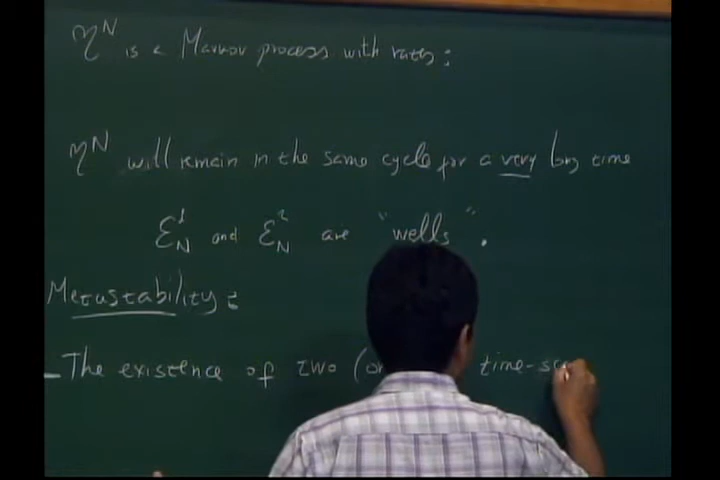 η^N is a Markov process with rates:
η^N will remain in the same cycle for a very long time
ℰ_N^1 and ℰ_N^2 are "wells".
Metastability:
- The existence of two (or time-sc